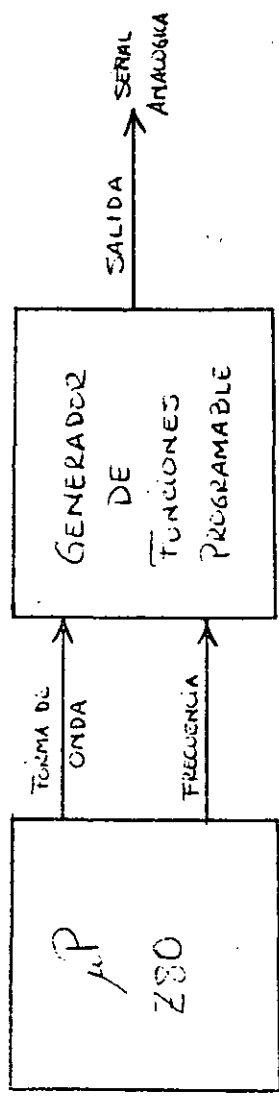 μP
Z80
FORMA DE
ONDA
FRECUENCIA
GENERADOR
DE
FUNCIONES
PROGRAMABLE
SALIDA
SEÑAL
ANALOGICA